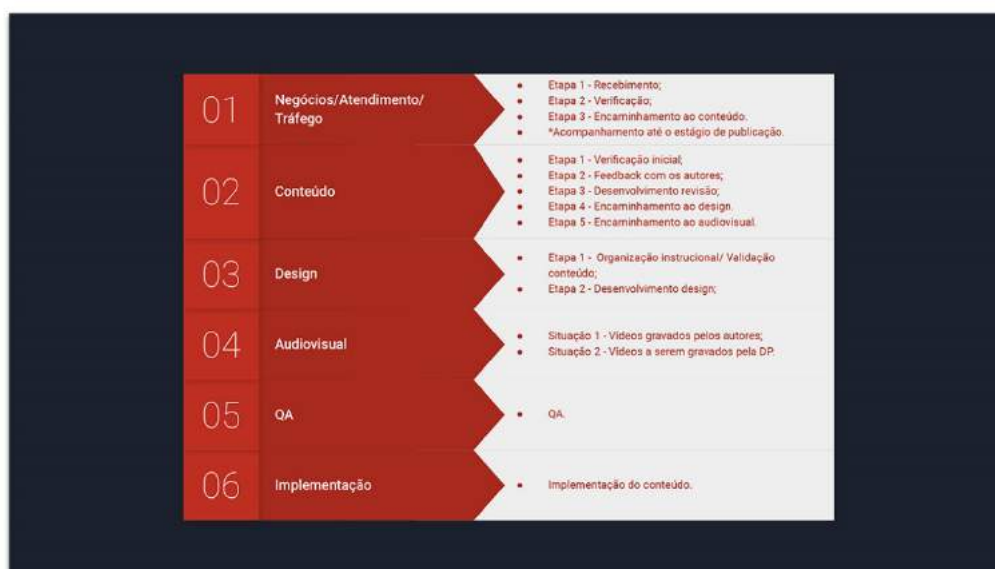 01
Negócios/Atendimento/
Tráfego
• Etapa 1 - Recebimento;
• Etapa 2 - Verificação;
• Etapa 3 - Encaminhamento ao conteúdo.
• *Acompanhamento até o estágio de publicação.
02
Conteúdo
• Etapa 1 - Verificação inicial;
• Etapa 2 - Feedback com os autores;
• Etapa 3 - Desenvolvimento revisão;
• Etapa 4 - Encaminhamento ao design.
• Etapa 5 - Encaminhamento ao audiovisual.
03
Design
• Etapa 1 - Organização instrucional/ Validação
conteúdo;
• Etapa 2 - Desenvolvimento design;
04
Audiovisual
• Situação 1 - Vídeos gravados pelos autores;
• Situação 2 - Vídeos a serem gravados pela DP.
05
QA
• QA.
06
Implementação
• Implementação do conteúdo.